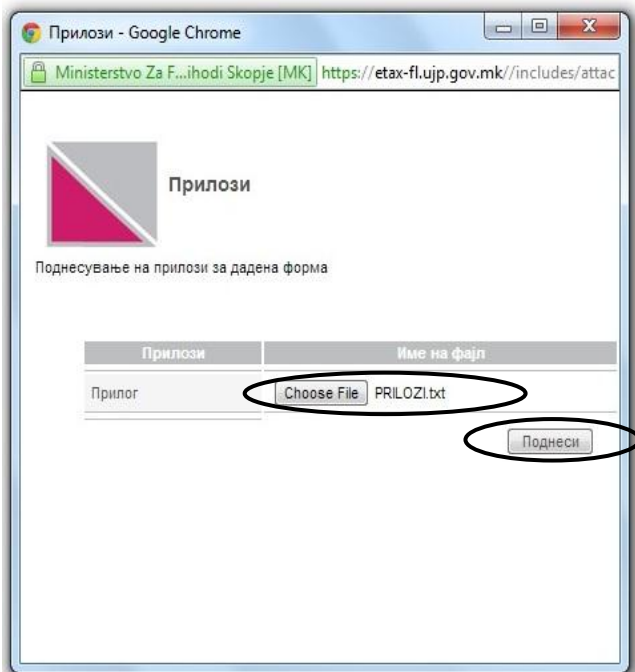 Прилози - Google Chrome
Ministerstvo Za F...ihodi Skopje [MK] https://etax-fl.ujp.gov.mk//includes/attac
Прилози
Поднесување на прилози за дадена форма
Прилози Име на фајл
Прилог Choose File PRILOZI.txt
Поднеси